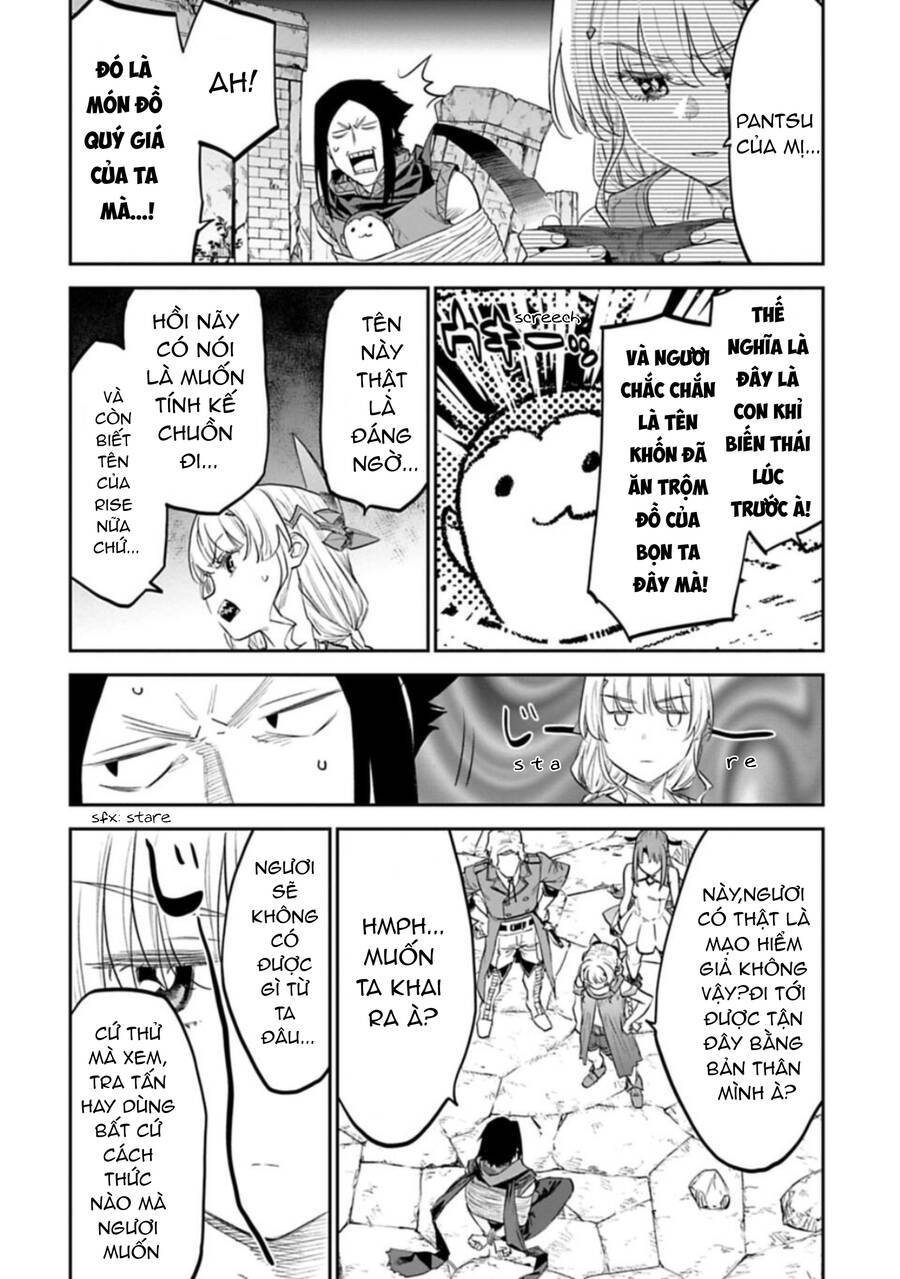 PANTSU
CỦA MỊ...
AH!
ĐÓ LÀ
MÓN ĐỒ
QUÝ GIÁ
CỦA TA
MÀ...!
THẾ
NGHĨA LÀ
ĐÂY LÀ
CON KHỈ
BIẾN THÁI
LÚC
TRƯỚC À!
VÀ NGƯƠI
CHẮC CHẮN
LÀ TÊN
KHỐN ĐÃ
ĂN TRỘM
ĐỒ CỦA
BỌN TA
ĐÂY MÀ!
screech
TÊN
NÀY
THẬT
LÀ
ĐÁNG
NGỜ...
HỒI NÃY
CÓ NÓI
LÀ MUỐN
TÍNH KẾ
CHUỒN
ĐI...
VÀ
CÒN
BIẾT
TÊN
CỦA
RISE
NỮA
CHỨ...
じーー
sta re
sfx: stare
NÀY,NGƯƠI
CÓ THẬT LÀ
MẠO HIỂM
GIẢ KHÔNG
VẬY?ĐI TỚI
ĐƯỢC TẬN
ĐÂY BẰNG
BẢN THÂN
MÌNH À?
HMPH...
MUỐN
TA KHAI
RA À?
NGƯƠI
SẼ
KHÔNG
CÓ
ĐƯỢC
GÌ TỪ
TA
ĐÂU...
じー
CỨ THỬ
MÀ XEM,
TRA TẤN
HAY DÙNG
BẤT CỨ
CÁCH
THỨC
NÀO MÀ
NGƯƠI
MUỐN